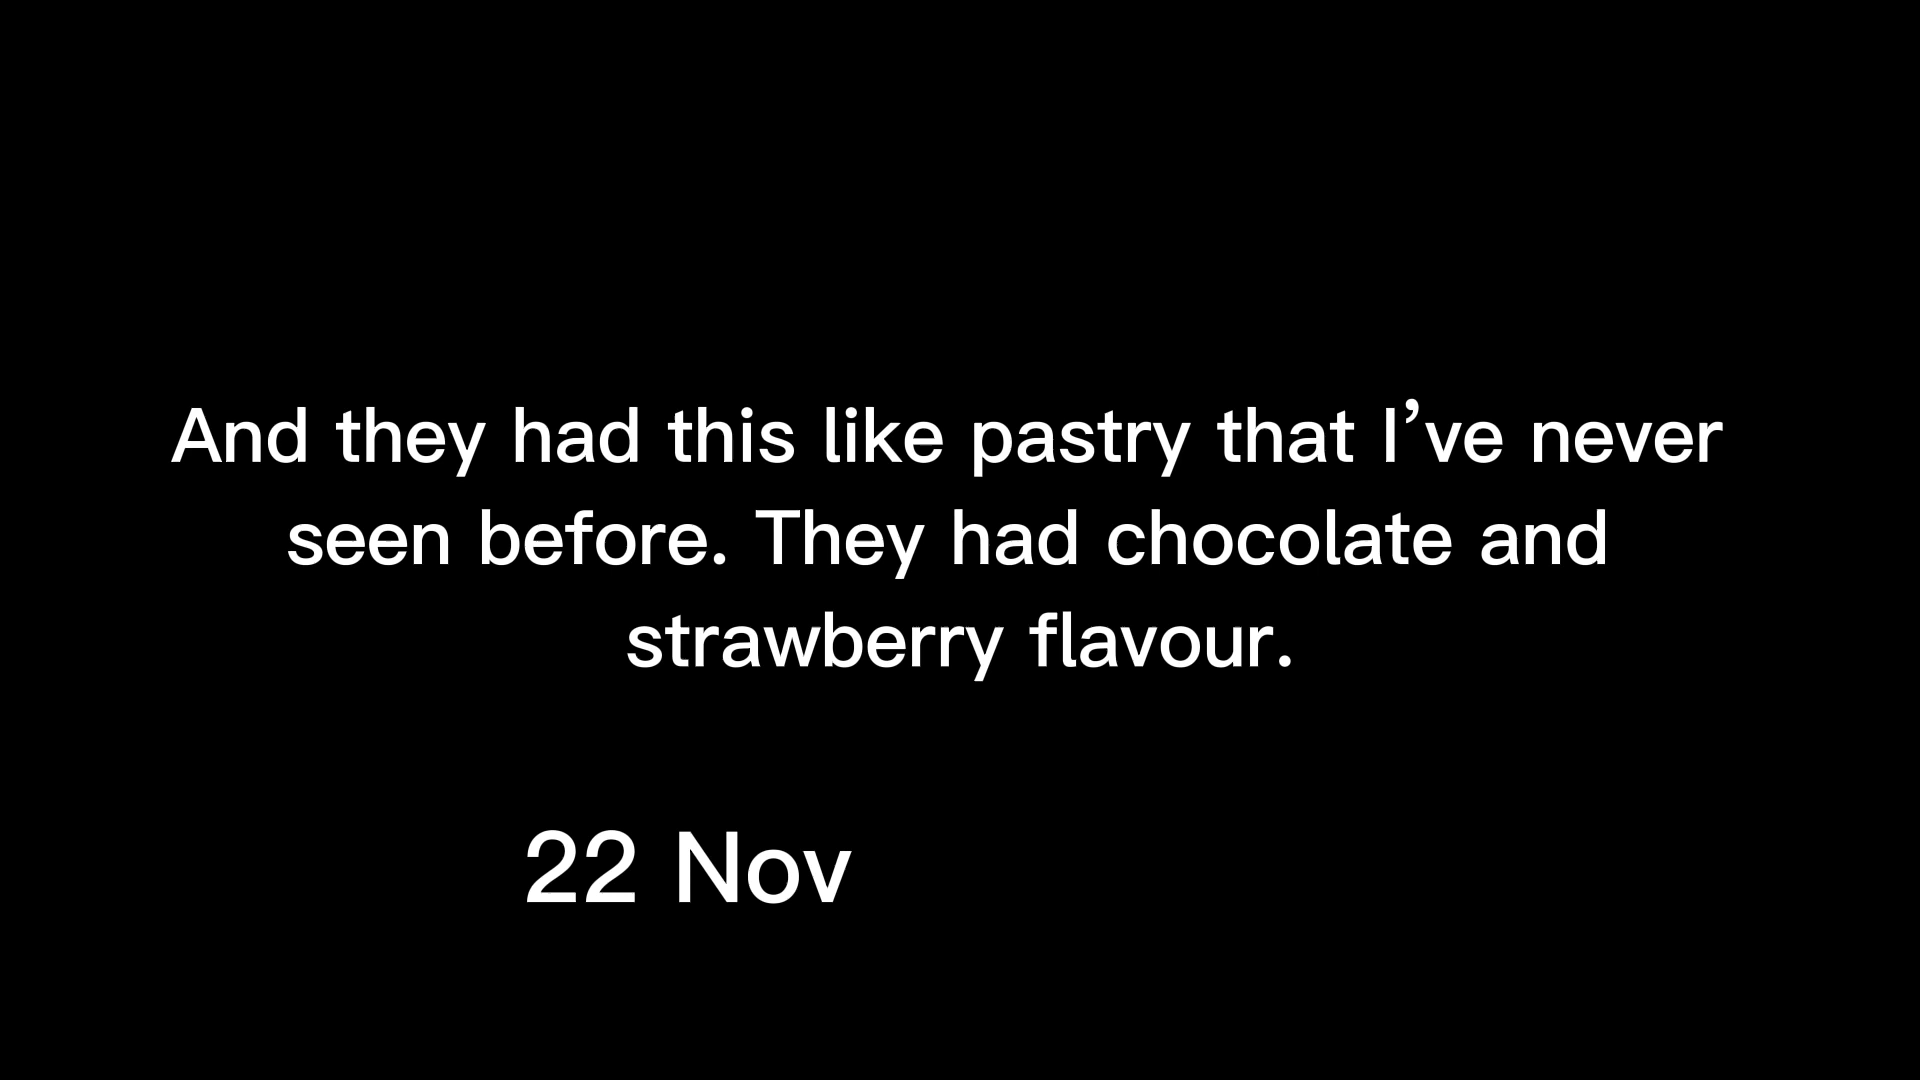 And they had this like pastry that I’ve never
seen before. They had chocolate and
strawberry flavour.
22 Nov